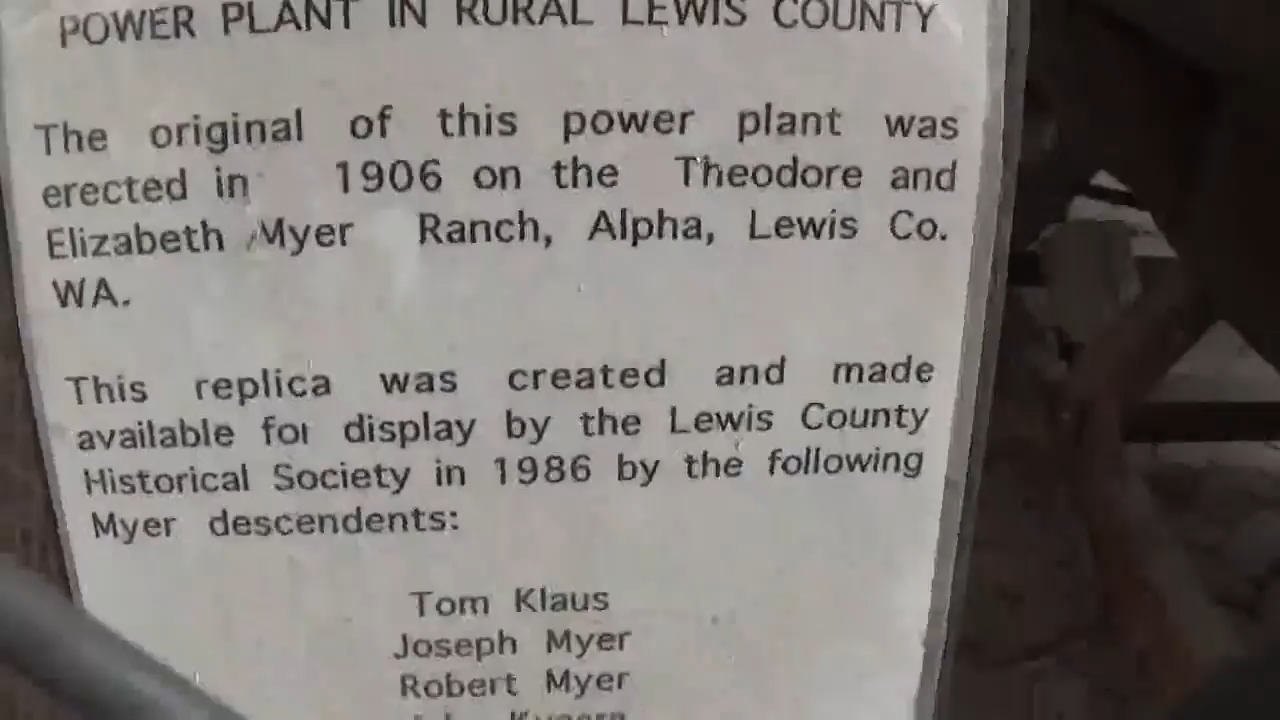 POWER PLANT IN RURAL LEWIS COUNTY
The original of this power plant was
erected in 1906 on the Theodore and
Elizabeth Myer Ranch, Alpha, Lewis Co.
WA.
This replica was created and made
available for display by the Lewis County
Historical Society in 1986 by the following
Myer descendents:
Tom Klaus
Joseph Myer
Robert Myer